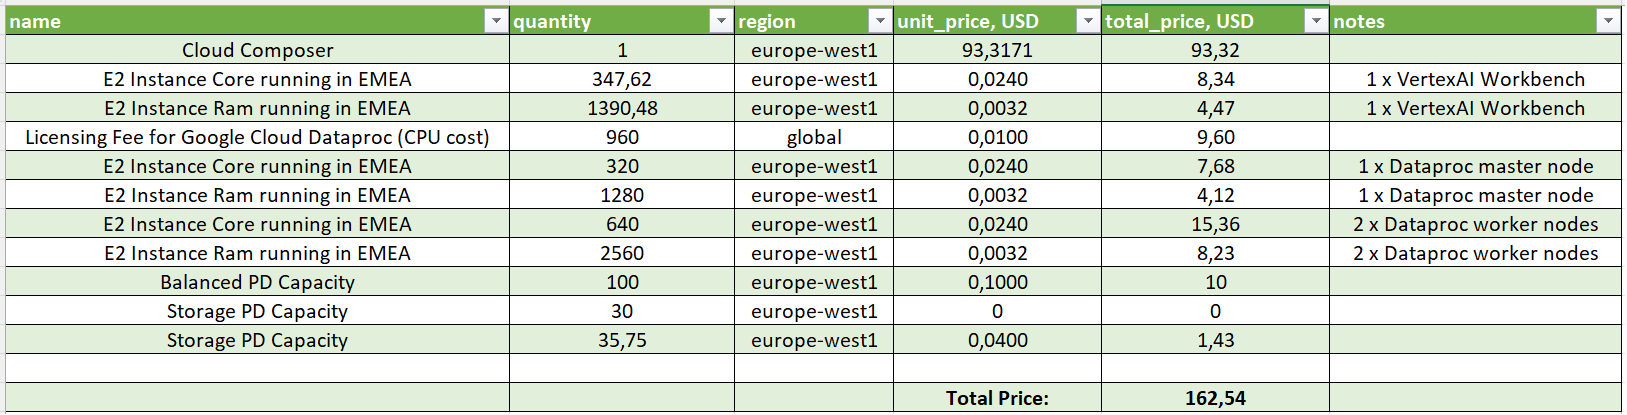 name quantity region unit_price, USD total_price, USD notes
Cloud Composer 1 europe-west1 93,3171 93,32
E2 Instance Core running in EMEA 347,62 europe-west1 0,0240 8,34 1 x VertexAI Workbench
E2 Instance Ram running in EMEA 1390,48 europe-west1 0,0032 4,47 1 x VertexAI Workbench
Licensing Fee for Google Cloud Dataproc (CPU cost) 960 global 0,0100 9,60
E2 Instance Core running in EMEA 320 europe-west1 0,0240 7,68 1 x Dataproc master node
E2 Instance Ram running in EMEA 1280 europe-west1 0,0032 4,12 1 x Dataproc master node
E2 Instance Core running in EMEA 640 europe-west1 0,0240 15,36 2 x Dataproc worker nodes
E2 Instance Ram running in EMEA 2560 europe-west1 0,0032 8,23 2 x Dataproc worker nodes
Balanced PD Capacity 100 europe-west1 0,1000 10
Storage PD Capacity 30 europe-west1 0 0
Storage PD Capacity 35,75 europe-west1 0,0400 1,43
Total Price: 162,54